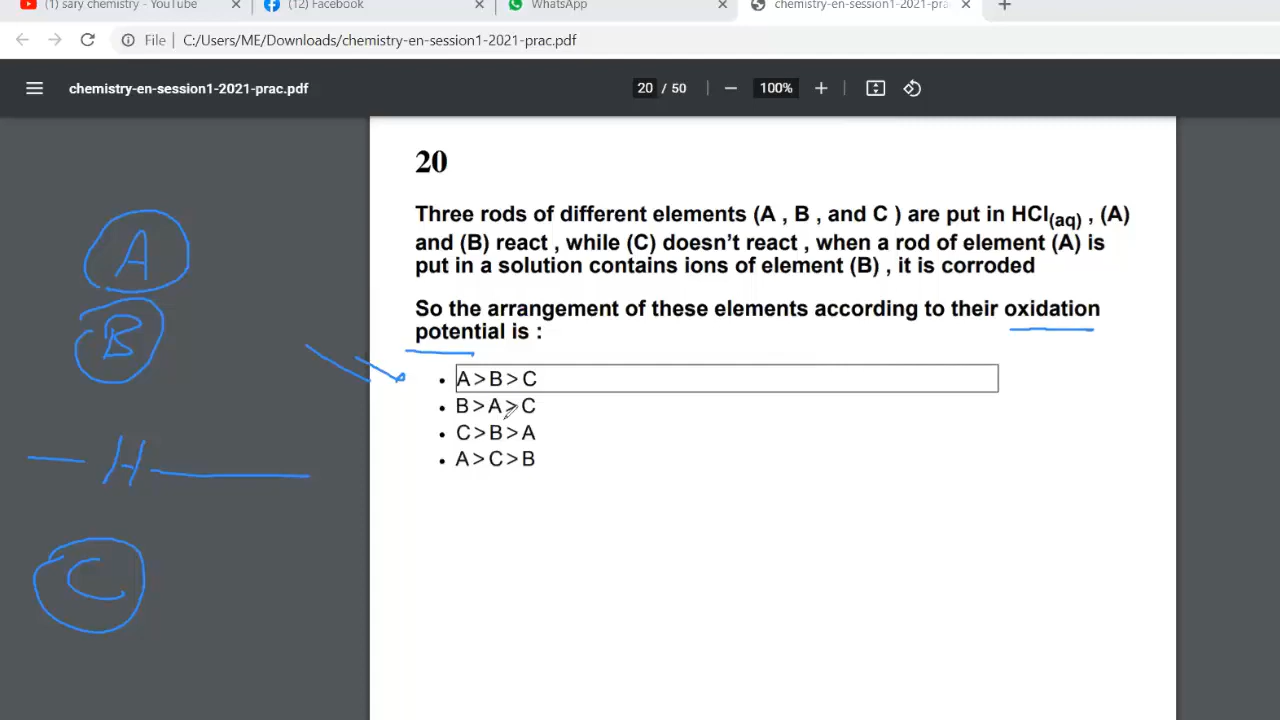 (1) sary chemistry - YouTube
(12) Facebook
WhatsApp
chemistry-en-session1-2021-pra
File C:/Users/ME/Downloads/chemistry-en-session1-2021-prac.pdf
chemistry-en-session1-2021-prac.pdf
20 / 50
100%
20
Three rods of different elements (A , B , and C ) are put in HCl(aq) , (A)
and (B) react , while (C) doesn't react , when a rod of element (A) is
put in a solution contains ions of element (B) , it is corroded
So the arrangement of these elements according to their oxidation
potential is :
• A > B > C
• B > A > C
• C > B > A
• A > C > B
A
B
H
C